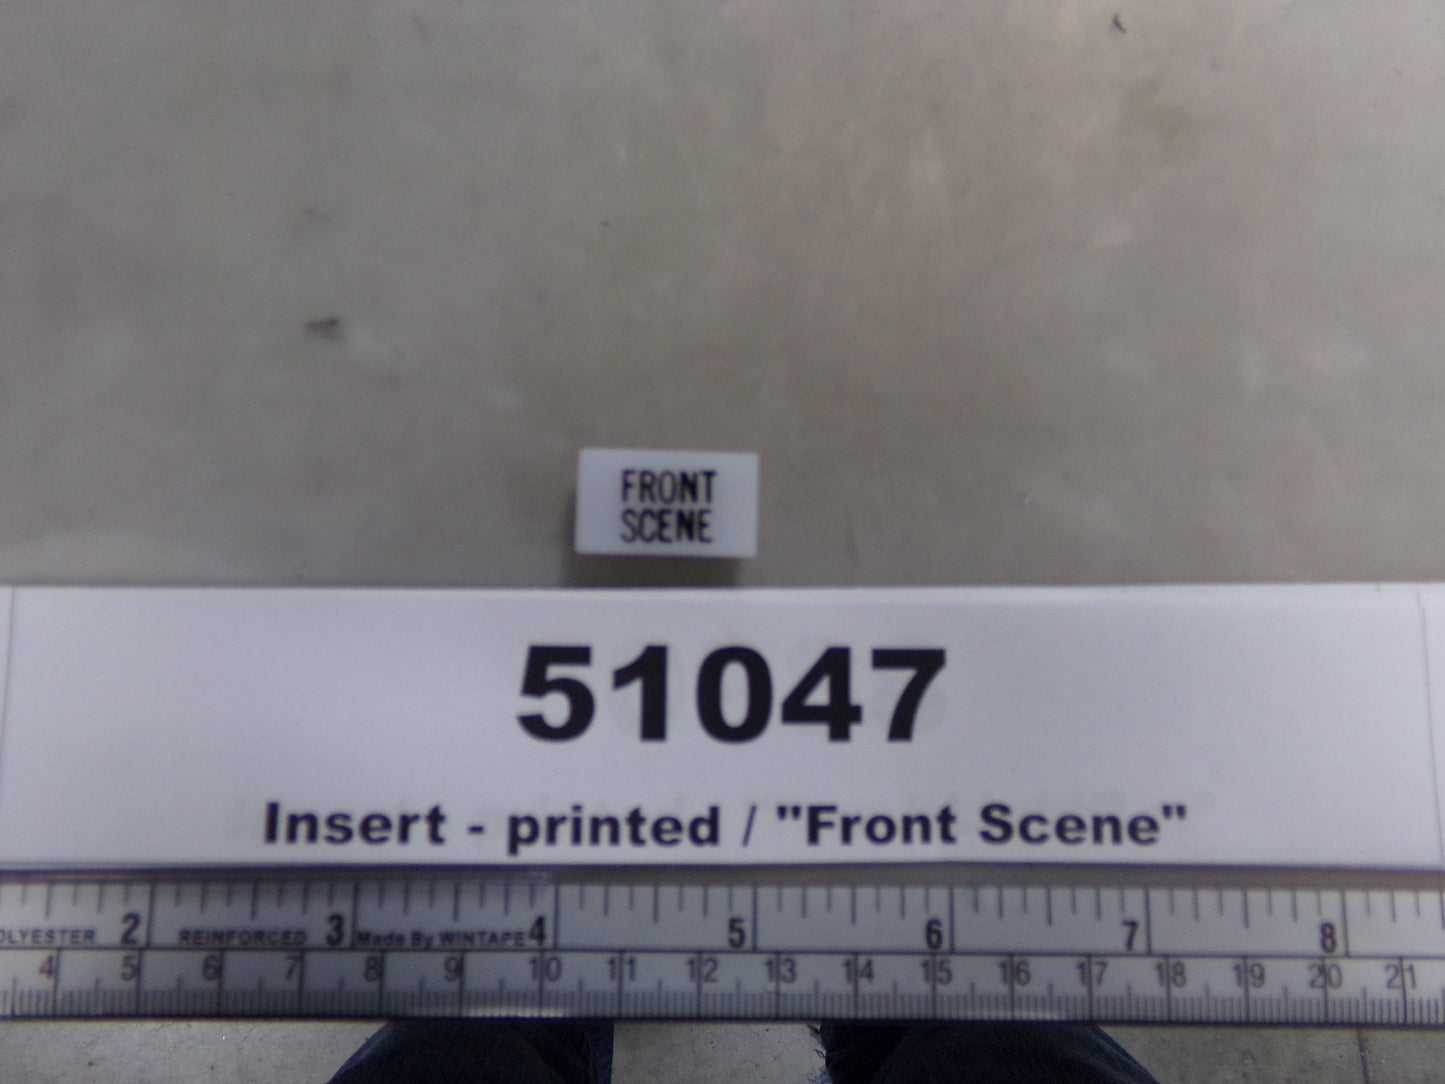 FRONT
SCENE
51047
Insert - printed / "Front Scene"
OLYESTER 2 REINFORCED 3 Made By WINTAPE 4 5 6 7 8
4 5 6 7 8 9 10 11 12 13 14 15 16 17 18 19 20 21